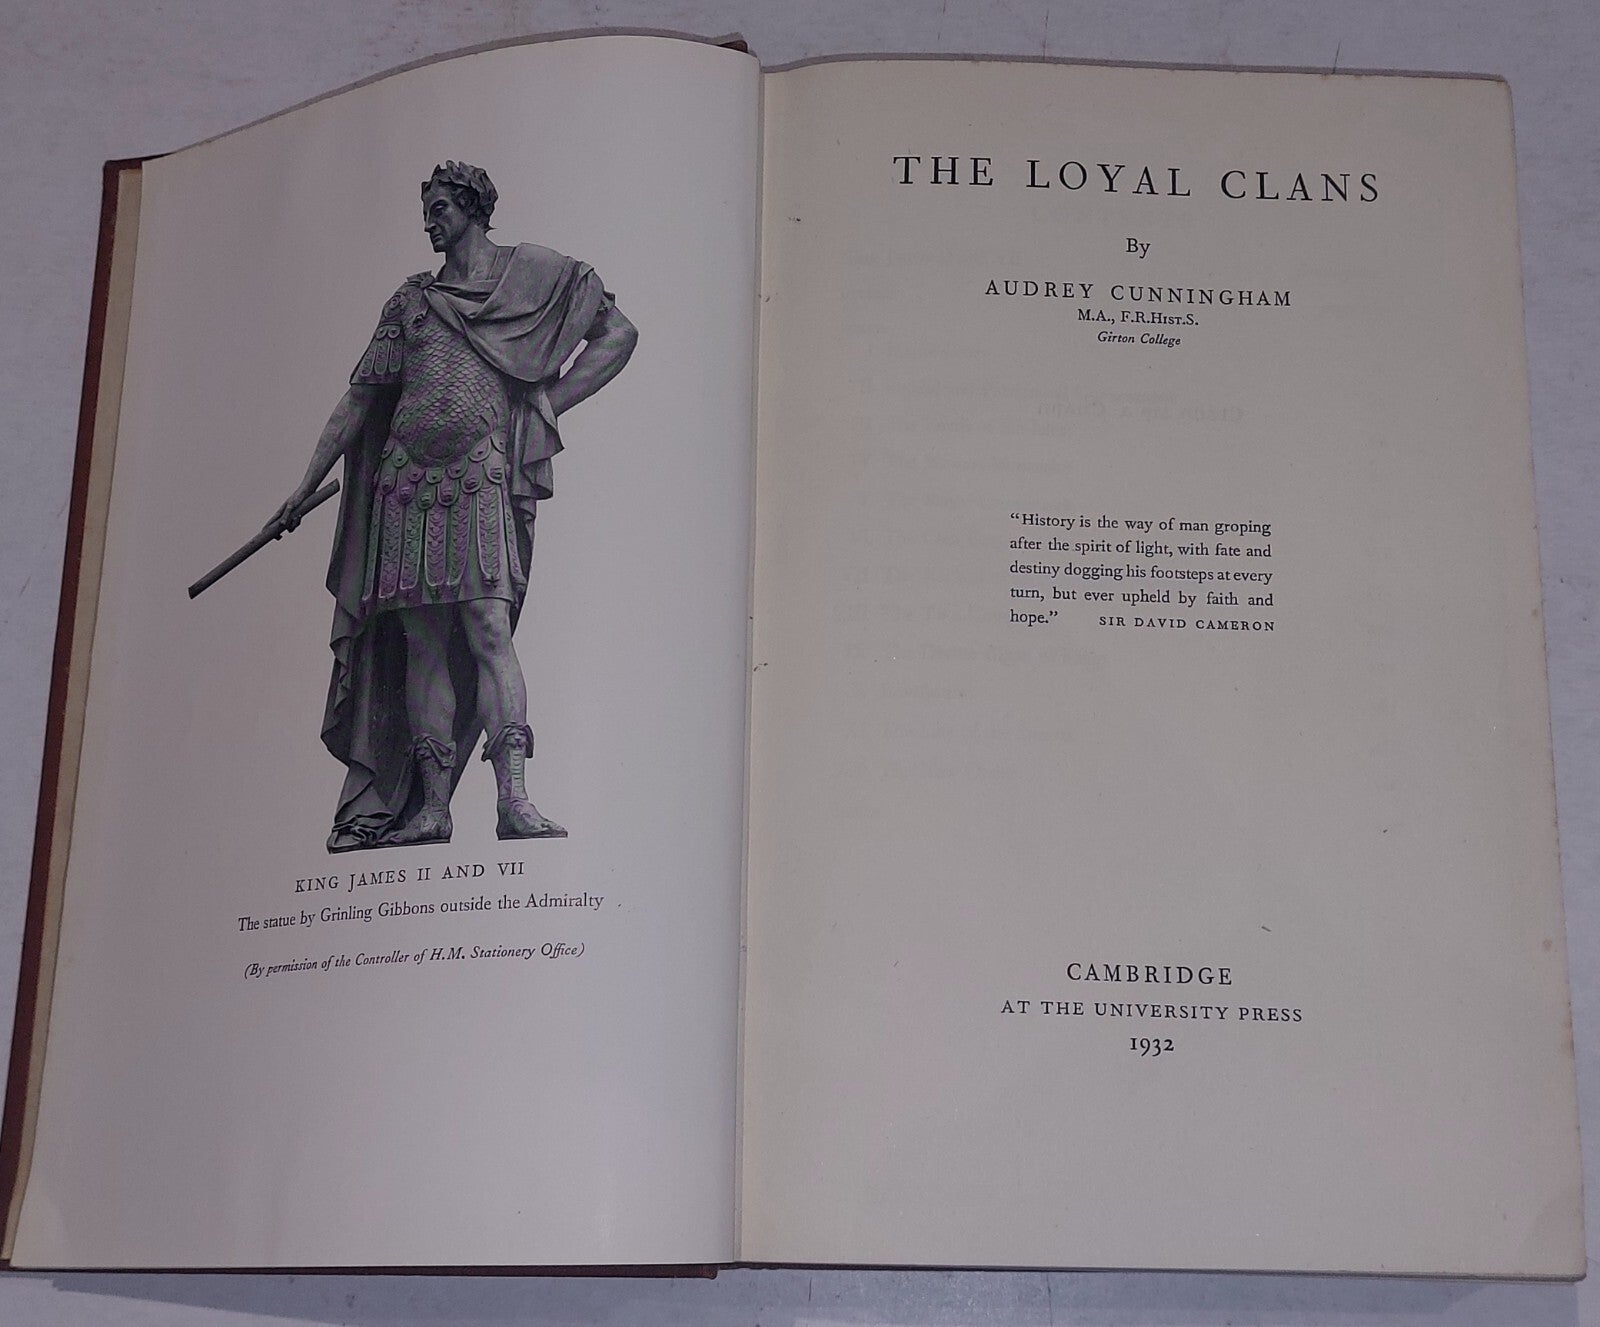 KING JAMES II AND VII
The statue by Grinling Gibbons outside the Admiralty
(By permission of the Controller of H.M. Stationery Office)
THE LOYAL CLANS
By
AUDREY CUNNINGHAM
M.A., F.R.HIST.S.
Girton College
“History is the way of man groping
after the spirit of light, with fate and
destiny dogging his footsteps at every
turn, but ever upheld by faith and
hope.” SIR DAVID CAMERON
CAMBRIDGE
AT THE UNIVERSITY PRESS
1932